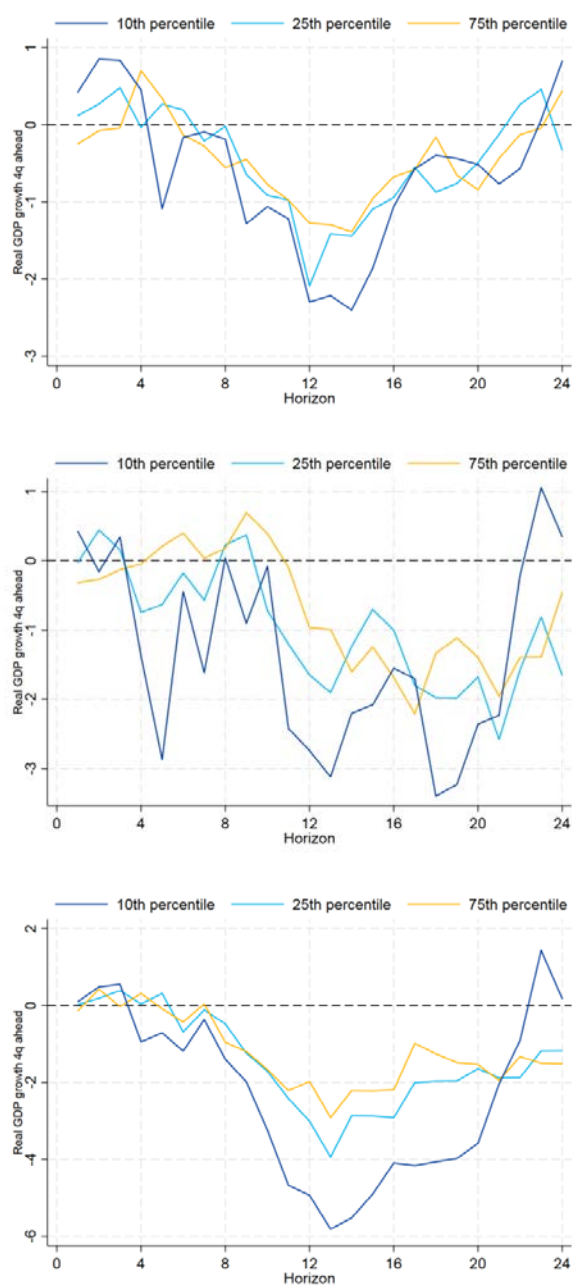 10th percentile 25th percentile 75th percentile
1
0
-1
-2
-3
Real GDP growth 4q ahead
0 4 8 12 16 20 24
Horizon
10th percentile 25th percentile 75th percentile
1
0
-1
-2
-3
Real GDP growth 4q ahead
0 4 8 12 16 20 24
Horizon
10th percentile 25th percentile 75th percentile
2
0
-2
-4
-6
Real GDP growth 4q ahead
0 4 8 12 16 20 24
Horizon